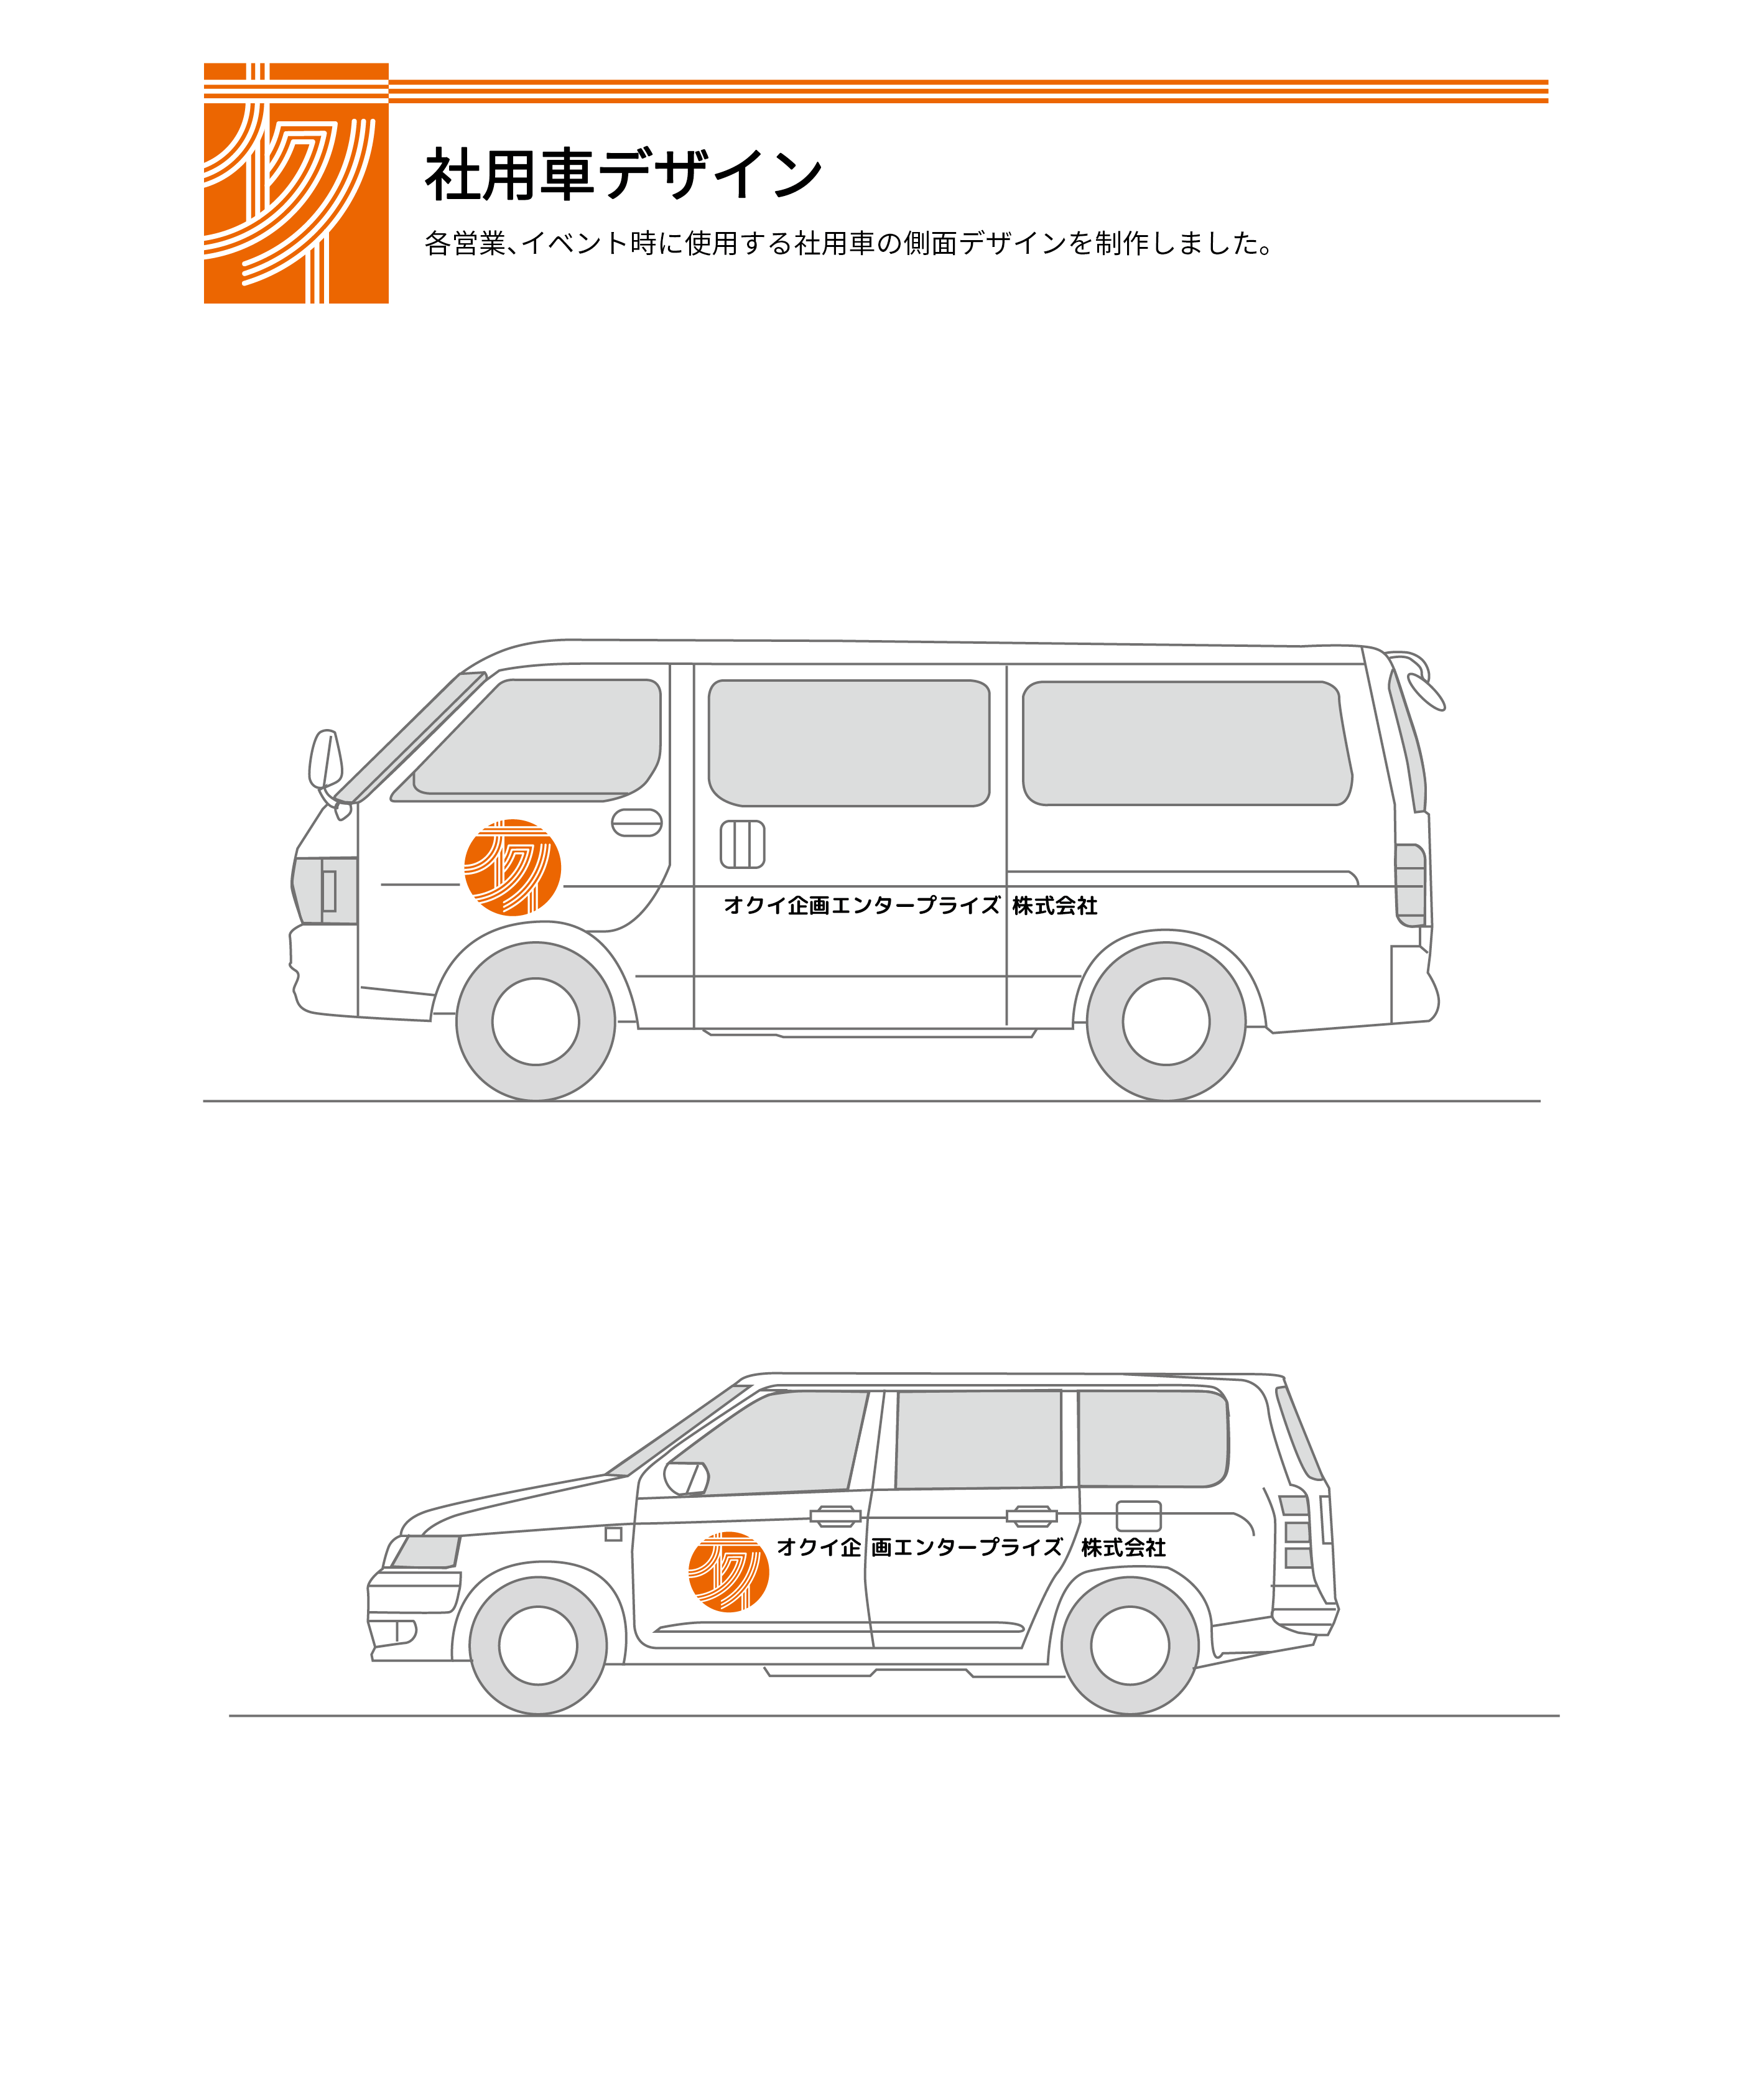 社用車デザイン
各営業、イベント時に使用する社用車の側面デザインを制作しました。
オクイ企画エンタープライズ 株式会社
オクイ企 画エンタープライズ 株式会社